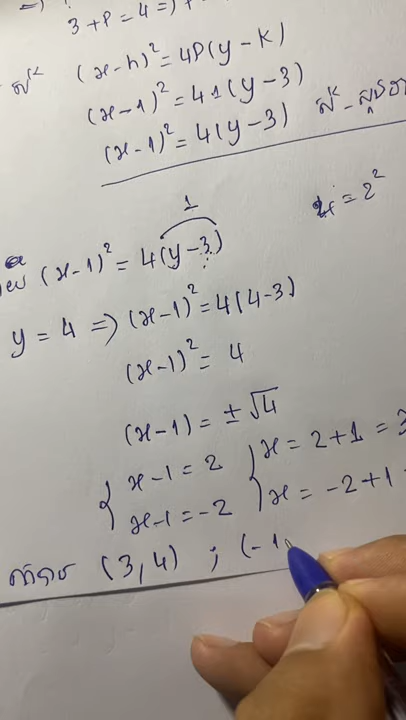 3 + P = 4 =>
(x - h)² = 4P(y - k)
(x - 1)² = 4 1 (y - 3)
(x - 1)² = 4(y - 3)
1
4 = 2²
(x - 1)² = 4(y - 3)
y = 4 => (x - 1)² = 4(4 - 3)
(x - 1)² = 4
(x - 1) = ± √4
{ x - 1 = 2 { x = 2 + 1 = 3
x - 1 = -2 x = -2 + 1
(3, 4) ; (-1,